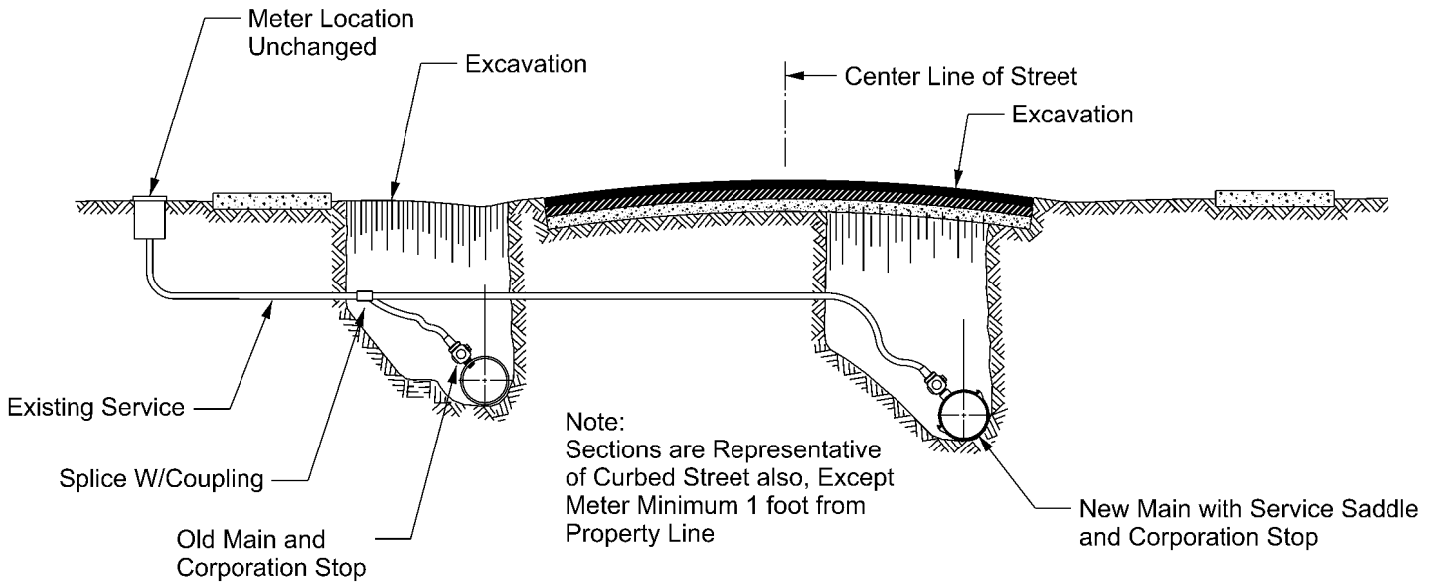 Meter Location
Unchanged
Excavation
Center Line of Street
Excavation
Existing Service
Splice W/Coupling
Old Main and
Corporation Stop
Note:
Sections are Representative
of Curbed Street also, Except
Meter Minimum 1 foot from
Property Line
New Main with Service Saddle
and Corporation Stop